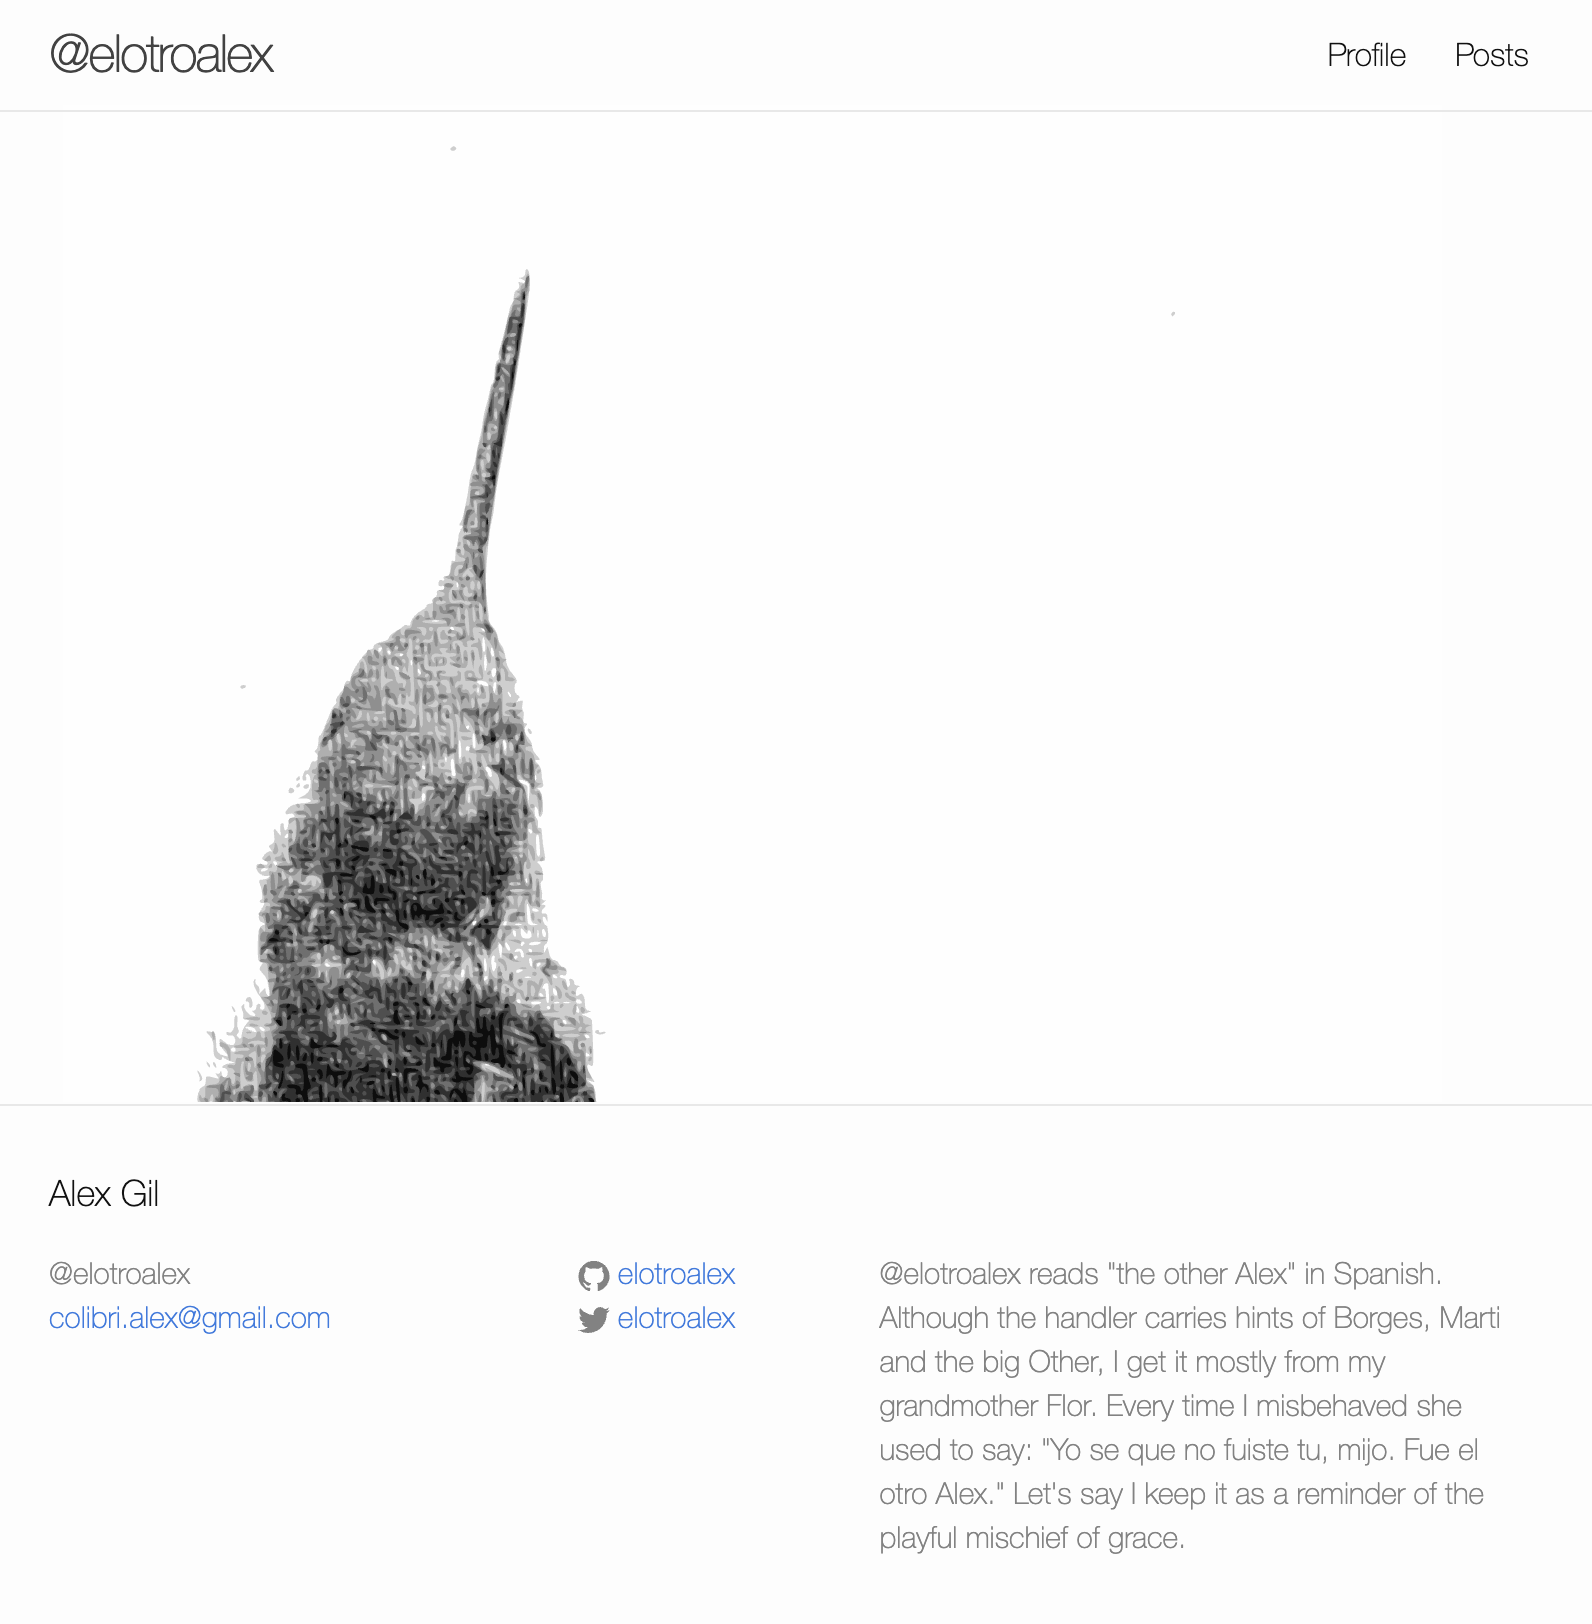 @elotroalex
Profile
Posts
Alex Gil
@elotroalex
colibri.alex@gmail.com
elotroalex
elotroalex
@elotroalex reads "the other Alex" in Spanish.
Although the handler carries hints of Borges, Marti
and the big Other, I get it mostly from my
grandmother Flor. Every time I misbehaved she
used to say: "Yo se que no fuiste tu, mijo. Fue el
otro Alex." Let's say I keep it as a reminder of the
playful mischief of grace.